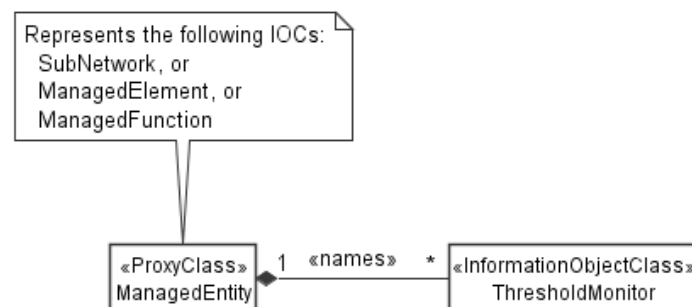 Represents the following IOCs:
SubNetwork, or
ManagedElement, or
ManagedFunction
«ProxyClass»
ManagedEntity
1 «names» *
«InformationObjectClass»
ThresholdMonitor